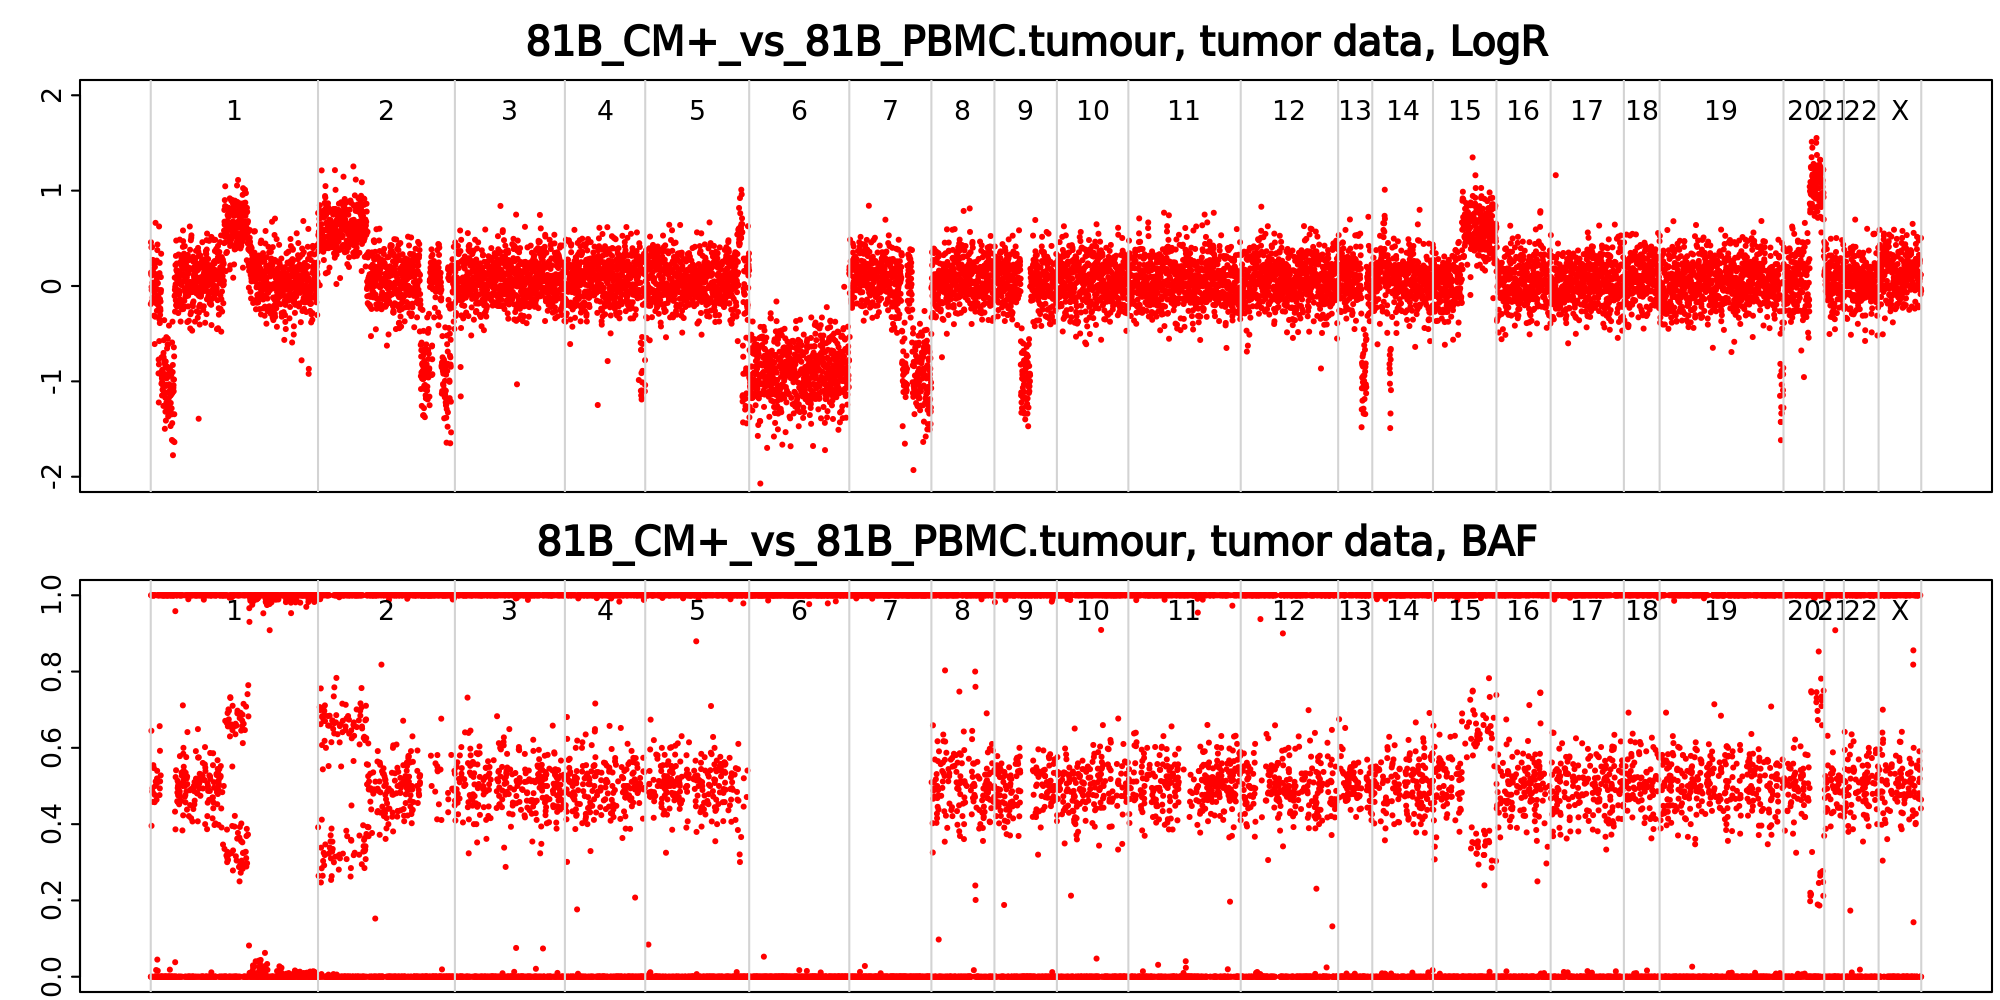 81B_CM+_vs_81B_PBMC.tumour, tumor data, LogR
2
1 2 3 4 5 6 7 8 9 10 11 12 13 14 15 16 17 18 19 20 21 22 X
1
0
-1
-2
81B_CM+_vs_81B_PBMC.tumour, tumor data, BAF
1.0
1 2 3 4 5 6 7 8 9 10 11 12 13 14 15 16 17 18 19 20 21 22 X
0.8
0.6
0.4
0.2
0.0